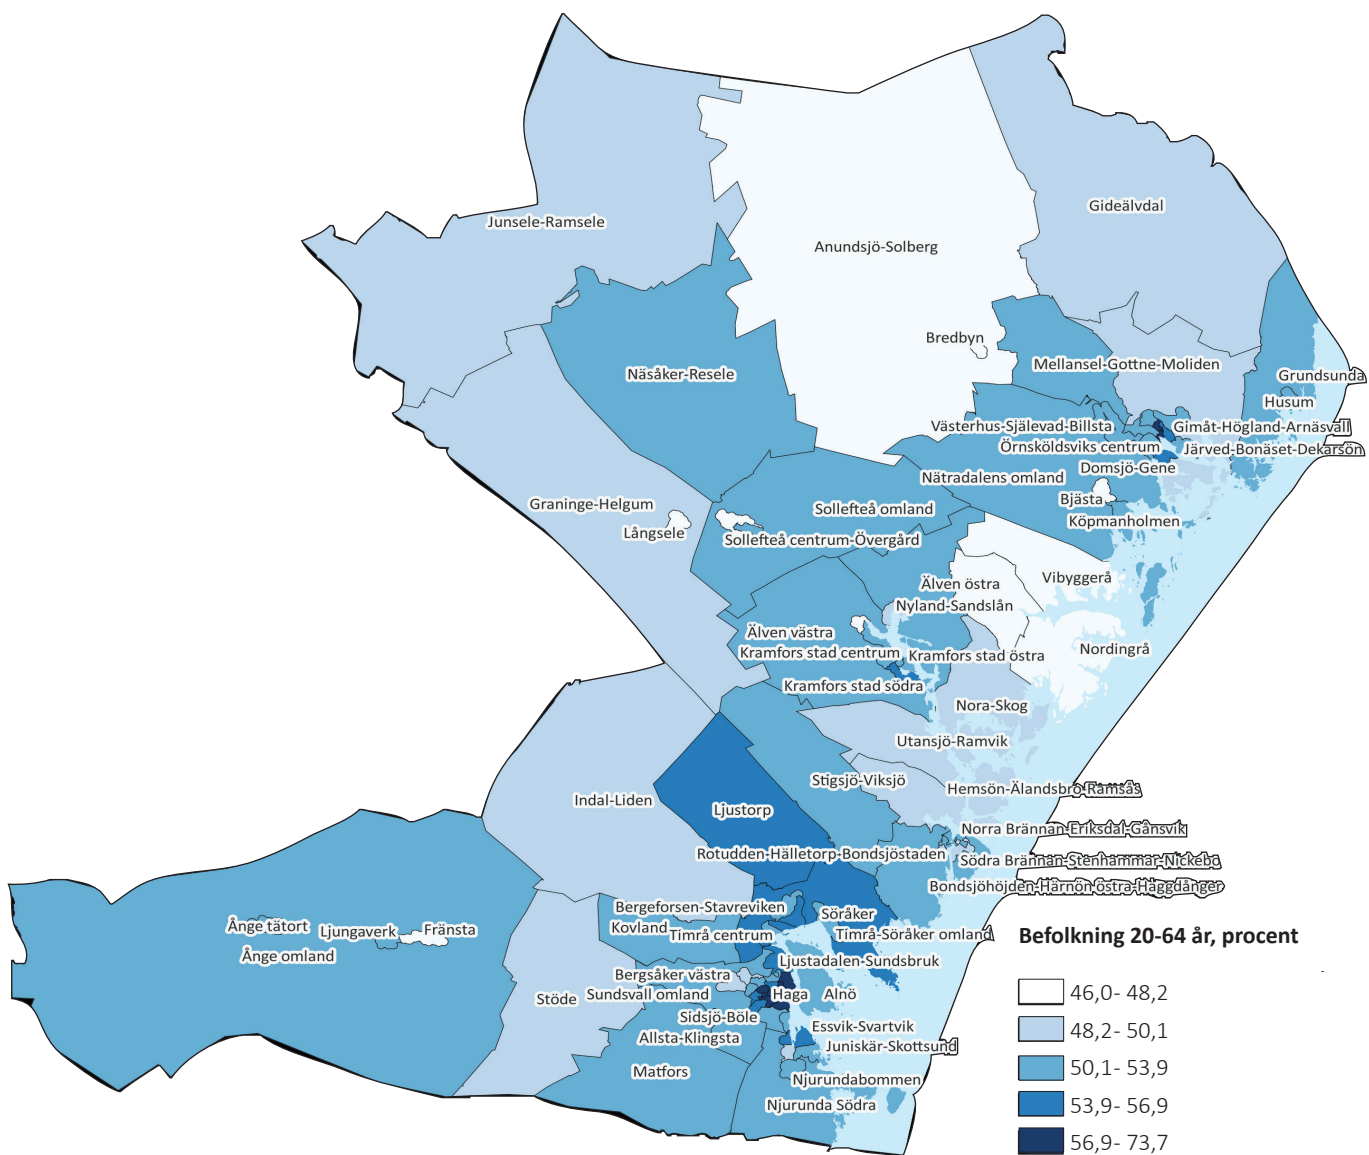 Gideälvdal
Junsele-Ramsele
Anundsjö-Solberg
Bredbyn
Mellansel-Gottne-Moliden
Näsåker-Resele
Grundsunda
Husum
Västerhus-Själevad-Billsta
Gimåt-Högland-Arnäsvall
Örnsköldsviks centrum
Järved-Bonäset-Dekarsön
Domsjö-Gene
Nätradalens omland
Bjästa
Graninge-Helgum
Sollefteå omland
Köpmanholmen
Långsele
Sollefteå centrum-Övergård
Vibyggerå
Älven östra
Nyland-Sandslån
Älven västra
Nordingrå
Kramfors stad centrum
Kramfors stad östra
Kramfors stad södra
Nora-Skog
Utansjö-Ramvik
Stigsjö-Viksjö
Hemsön-Älandsbro-Ramsås
Indal-Liden
Ljustorp
Norra Brännan-Eriksdal-Gånsvik
Rotudden-Hälletorp-Bondsjöstaden
Södra Brännan-Stenhammar-Nickebo
Bondsjöhöjden-Härnön östra-Häggdånger
Bergeforsen-Stavreviken
Söråker
Ånge tätort
Ljungaverk
Fränsta
Kovland
Timrå centrum
Timrå-Söråker omland
Befolkning 20-64 år, procent
Ånge omland
Ljustadalen-Sundsbruk
Bergsåker västra
Stöde
Sundsvall omland
Haga
Alnö
46,0- 48,2
Sidsjö-Böle
Essvik-Svartvik
48,2- 50,1
Allsta-Klingsta
Juniskär-Skottsund
Matfors
50,1- 53,9
Njurundabommen
Njurunda Södra
53,9- 56,9
56,9- 73,7